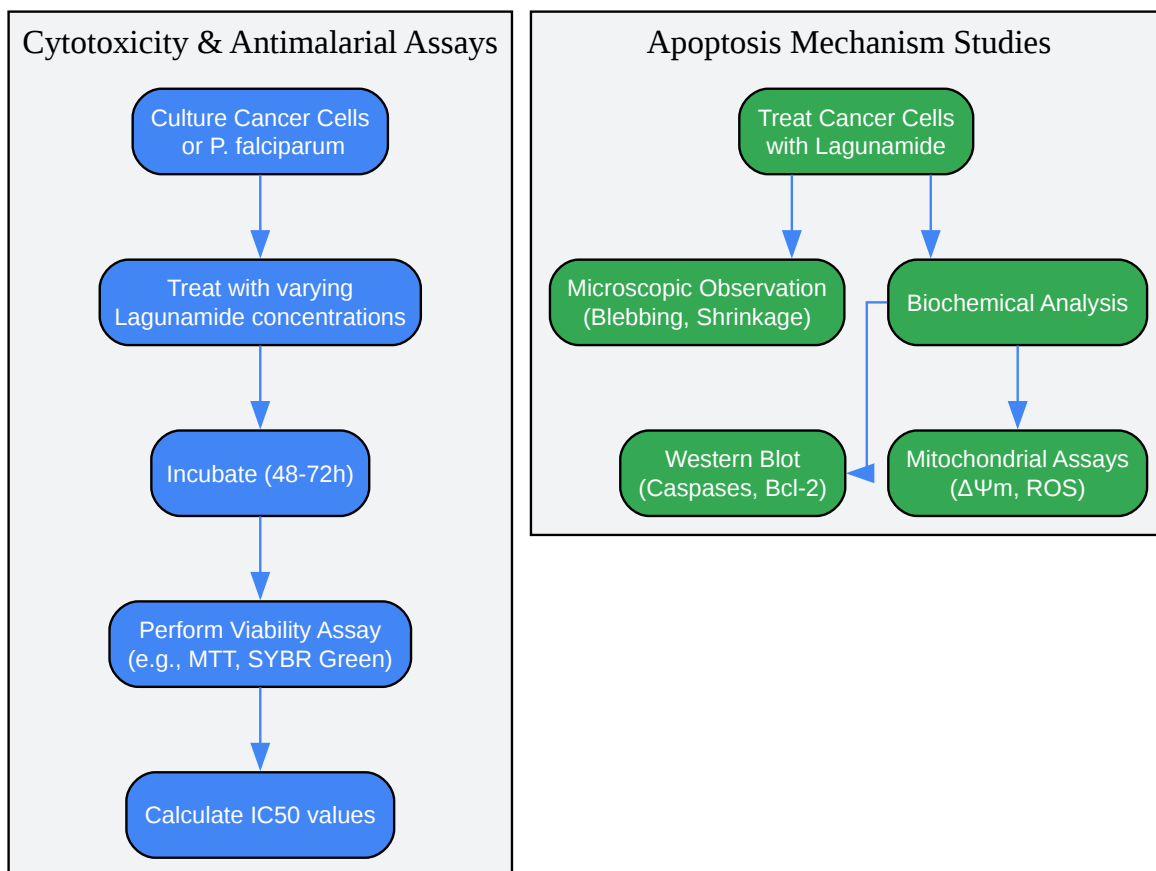 Cytotoxicity & Antimalarial Assays
Culture Cancer Cells
or P. falciparum
Treat with varying
Lagunamide concentrations
Incubate (48-72h)
Perform Viability Assay
(e.g., MTT, SYBR Green)
Calculate IC50 values
Apoptosis Mechanism Studies
Treat Cancer Cells
with Lagunamide
Microscopic Observation
(Blebbing, Shrinkage)
Biochemical Analysis
Western Blot
(Caspases, Bcl-2)
Mitochondrial Assays
(ΔΨm, ROS)